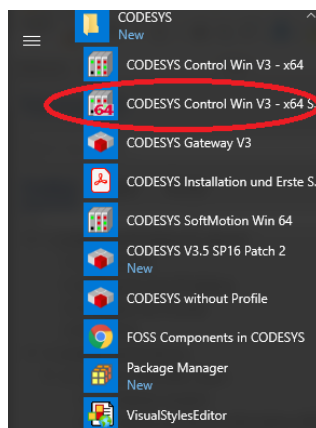 CODESYS
New
CODESYS Control Win V3 - x64
64
CODESYS Control Win V3 - x64 S.
CODESYS Gateway V3
CODESYS Installation und Erste S.
CODESYS SoftMotion Win 64
CODESYS V3.5 SP16 Patch 2
New
CODESYS without Profile
FOSS Components in CODESYS
Package Manager
New
VisualStylesEditor